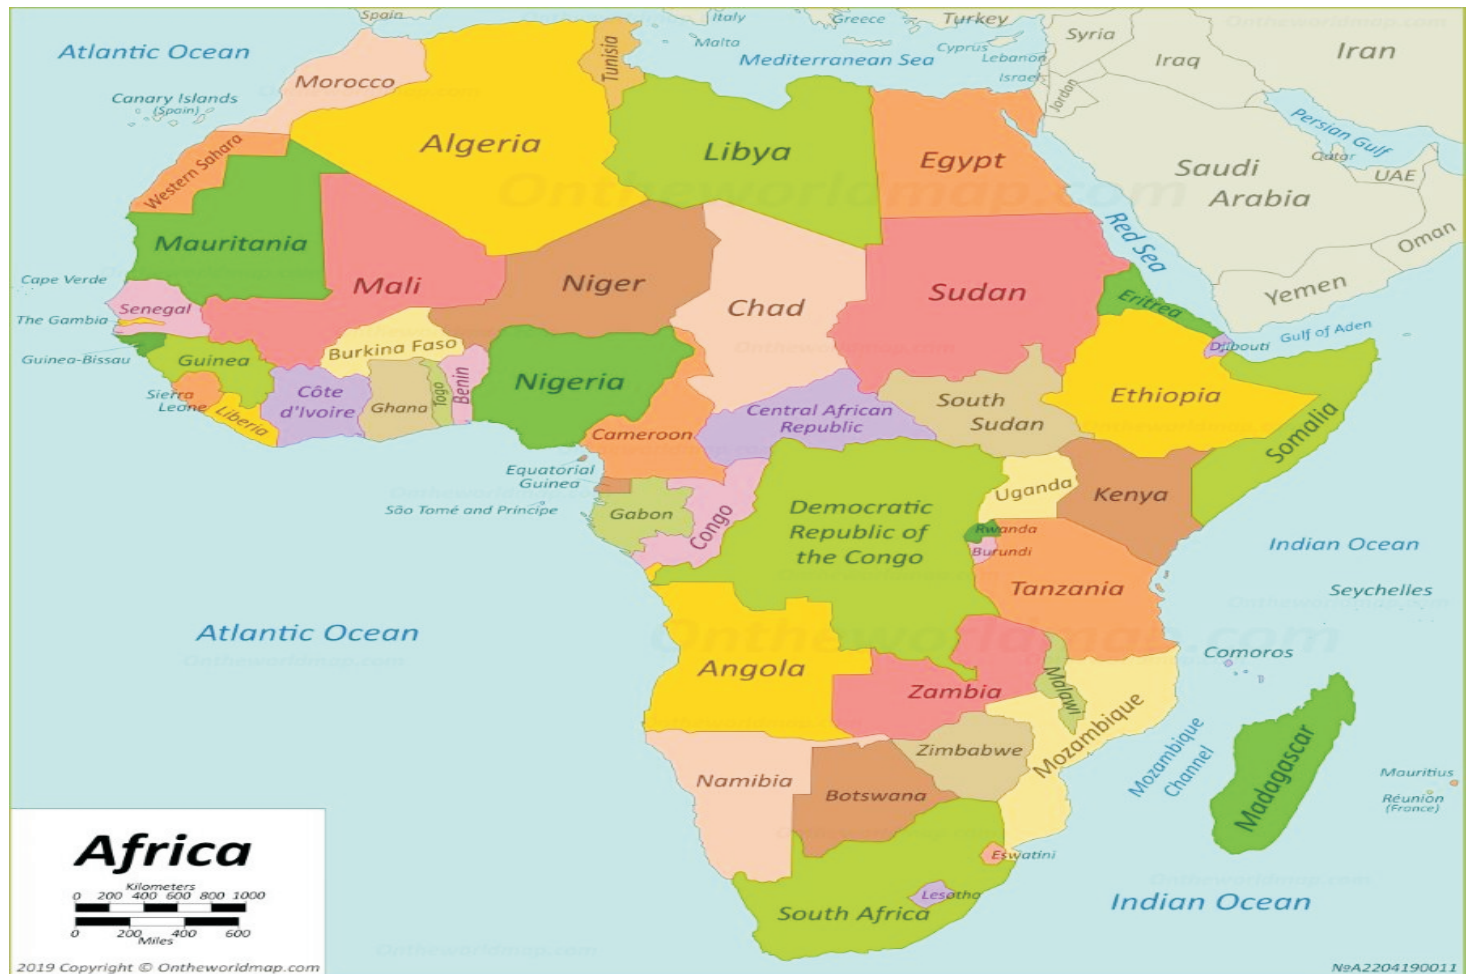 Spain
Italy
Greece
Turkey
Malta
Cyprus
Syria
Lebanon
Israel
Jordan
Iraq
Iran
Atlantic Ocean
Mediterranean Sea
Canary Islands
(Spain)
Morocco
Tunisia
Algeria
Libya
Egypt
Persian Gulf
Qatar
UAE
Saudi
Arabia
Oman
Yemen
Red Sea
Gulf of Aden
Western Sahara
Mauritania
Mali
Niger
Chad
Sudan
Eritrea
Djibouti
Cape Verde
Senegal
The Gambia
Guinea-Bissau
Guinea
Sierra
Leone
Liberia
Côte
d'Ivoire
Burkina Faso
Ghana
Togo
Benin
Nigeria
Cameroon
Central African
Republic
South
Sudan
Ethiopia
Somalia
Equatorial
Guinea
São Tomé and Príncipe
Gabon
Congo
Democratic
Republic of
the Congo
Uganda
Kenya
Rwanda
Burundi
Tanzania
Indian Ocean
Seychelles
Atlantic Ocean
Angola
Zambia
Malawi
Mozambique
Comoros
Mozambique
Channel
Madagascar
Mauritius
Réunion
(France)
Zimbabwe
Namibia
Botswana
Eswatini
Lesotho
South Africa
Indian Ocean
Ontheworldmap.com
Ontheworldmap.com
Africa
Kilometers
0 200 400 600 800 1000
0 200 400 600
Miles
2019 Copyright © Ontheworldmap.com
№A2204190011